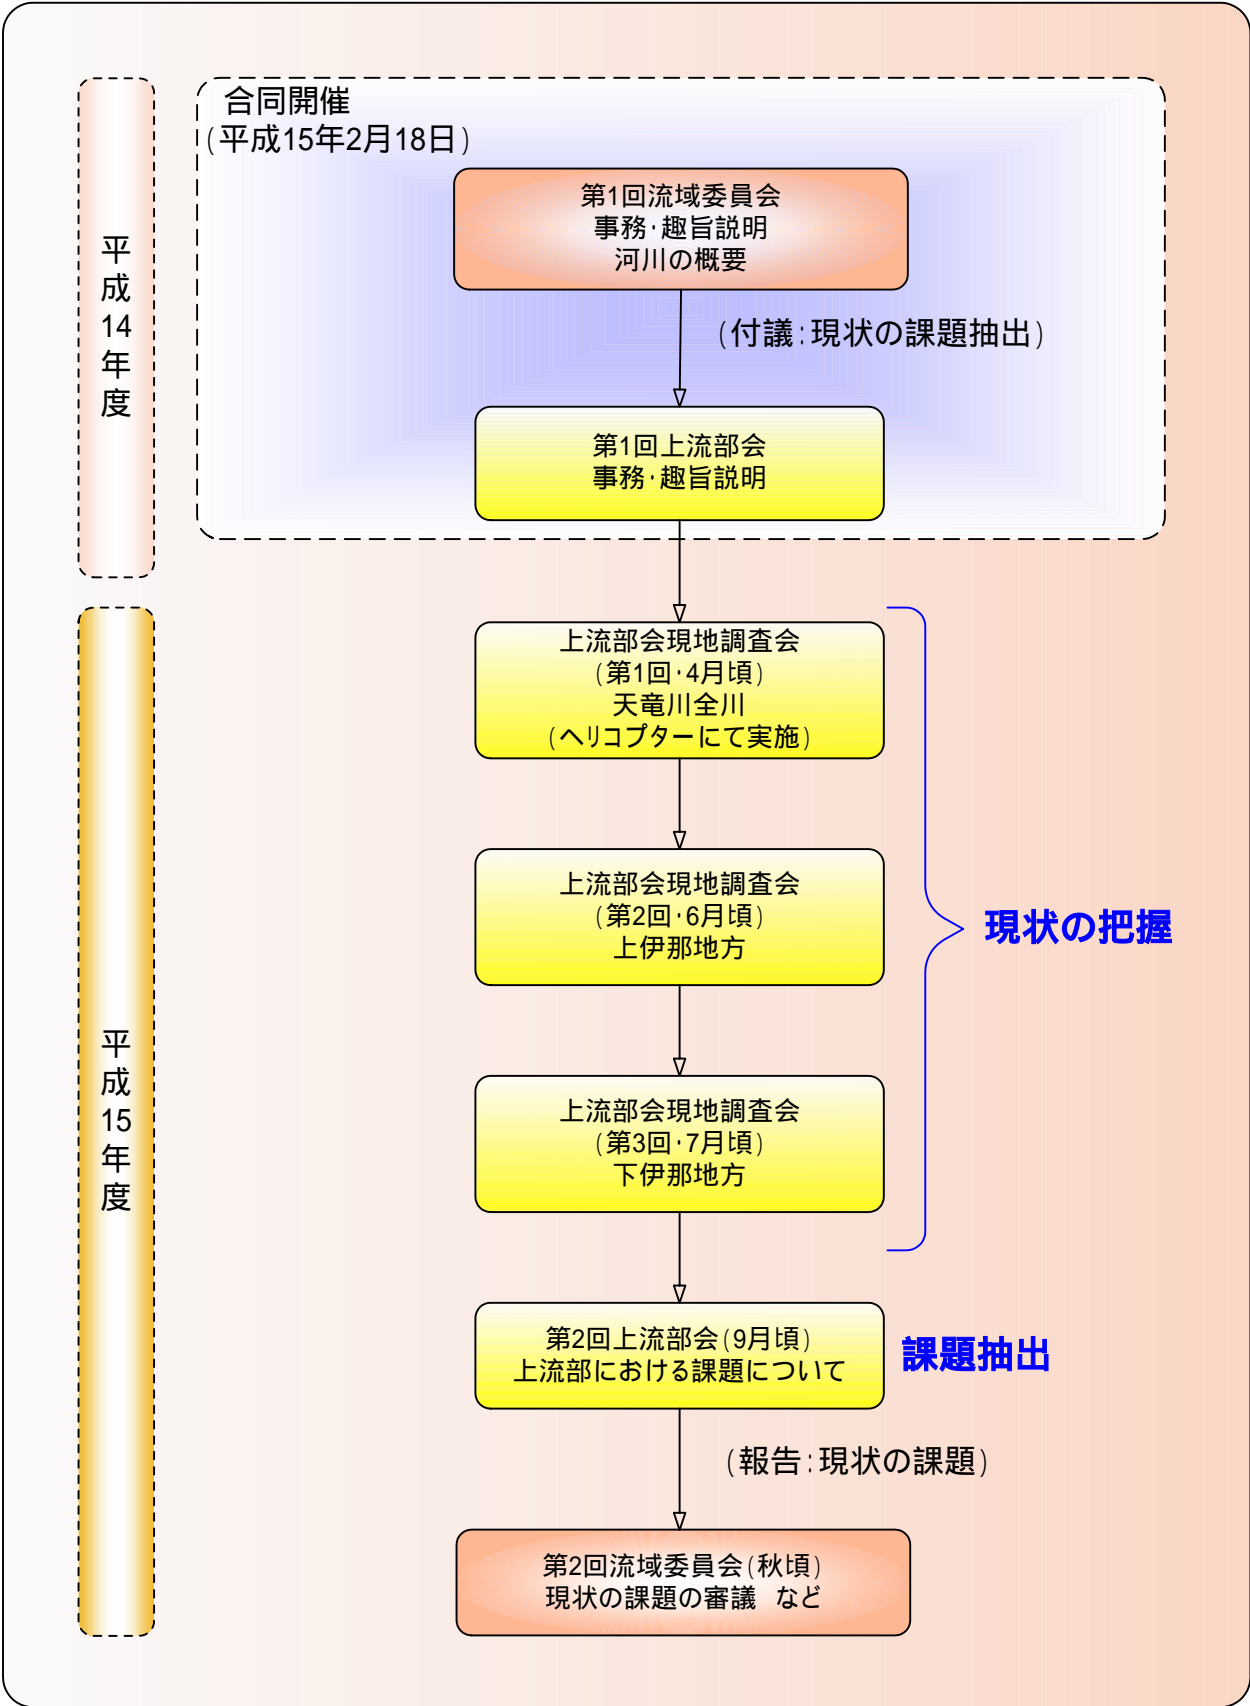 合同開催
(平成15年2月18日)
平
成
14
年
度
第1回流域委員会
事務・趣旨説明
河川の概要
(付議:現状の課題抽出)
第1回上流部会
事務・趣旨説明
平
成
15
年
度
上流部会現地調査会
(第1回・4月頃)
天竜川全川
(ヘリコプターにて実施)
上流部会現地調査会
(第2回・6月頃)
上伊那地方
現状の把握
上流部会現地調査会
(第3回・7月頃)
下伊那地方
第2回上流部会(9月頃)
上流部における課題について
課題抽出
(報告:現状の課題)
第2回流域委員会(秋頃)
現状の課題の審議　など